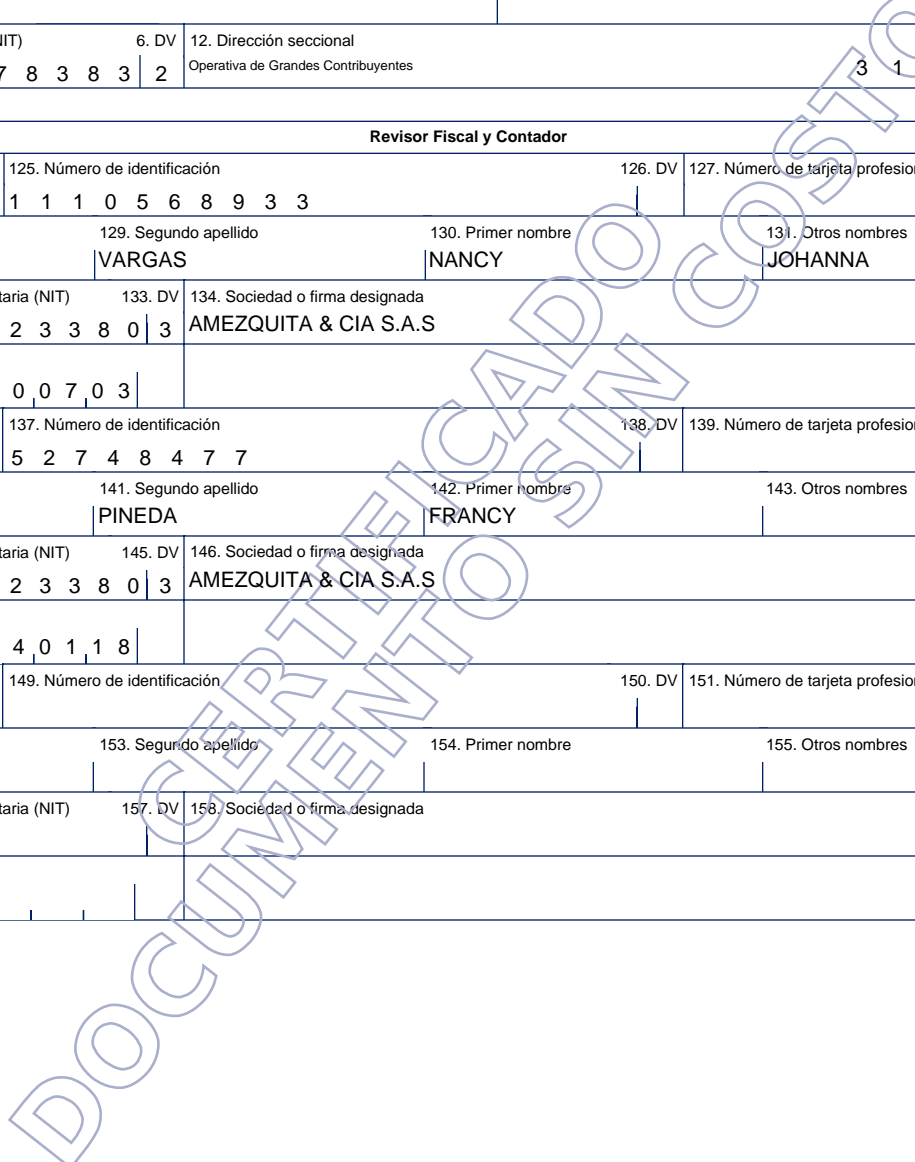 NIT) 6. DV 12. Dirección seccional
7 8 3 8 3 2 Operativa de Grandes Contribuyentes 3 1
Revisor Fiscal y Contador
125. Número de identificación 126. DV 127. Número de tarjeta profesion
1 1 1 0 5 6 8 9 3 3
129. Segundo apellido 130. Primer nombre 131. Otros nombres
VARGAS NANCY JOHANNA
taria (NIT) 133. DV 134. Sociedad o firma designada
2 3 3 8 0 3 AMEZQUITA & CIA S.A.S
0 0 7 0 3
137. Número de identificación 138. DV 139. Número de tarjeta profesion
5 2 7 4 8 4 7 7
141. Segundo apellido 142. Primer nombre 143. Otros nombres
PINEDA FRANCY
taria (NIT) 145. DV 146. Sociedad o firma designada
2 3 3 8 0 3 AMEZQUITA & CIA S.A.S
4 0 1 1 8
149. Número de identificación 150. DV 151. Número de tarjeta profesion
153. Segundo apellido 154. Primer nombre 155. Otros nombres
taria (NIT) 157. DV 158. Sociedad o firma designada
CERTIFICADO
DOCUMENTO SIN COSTO